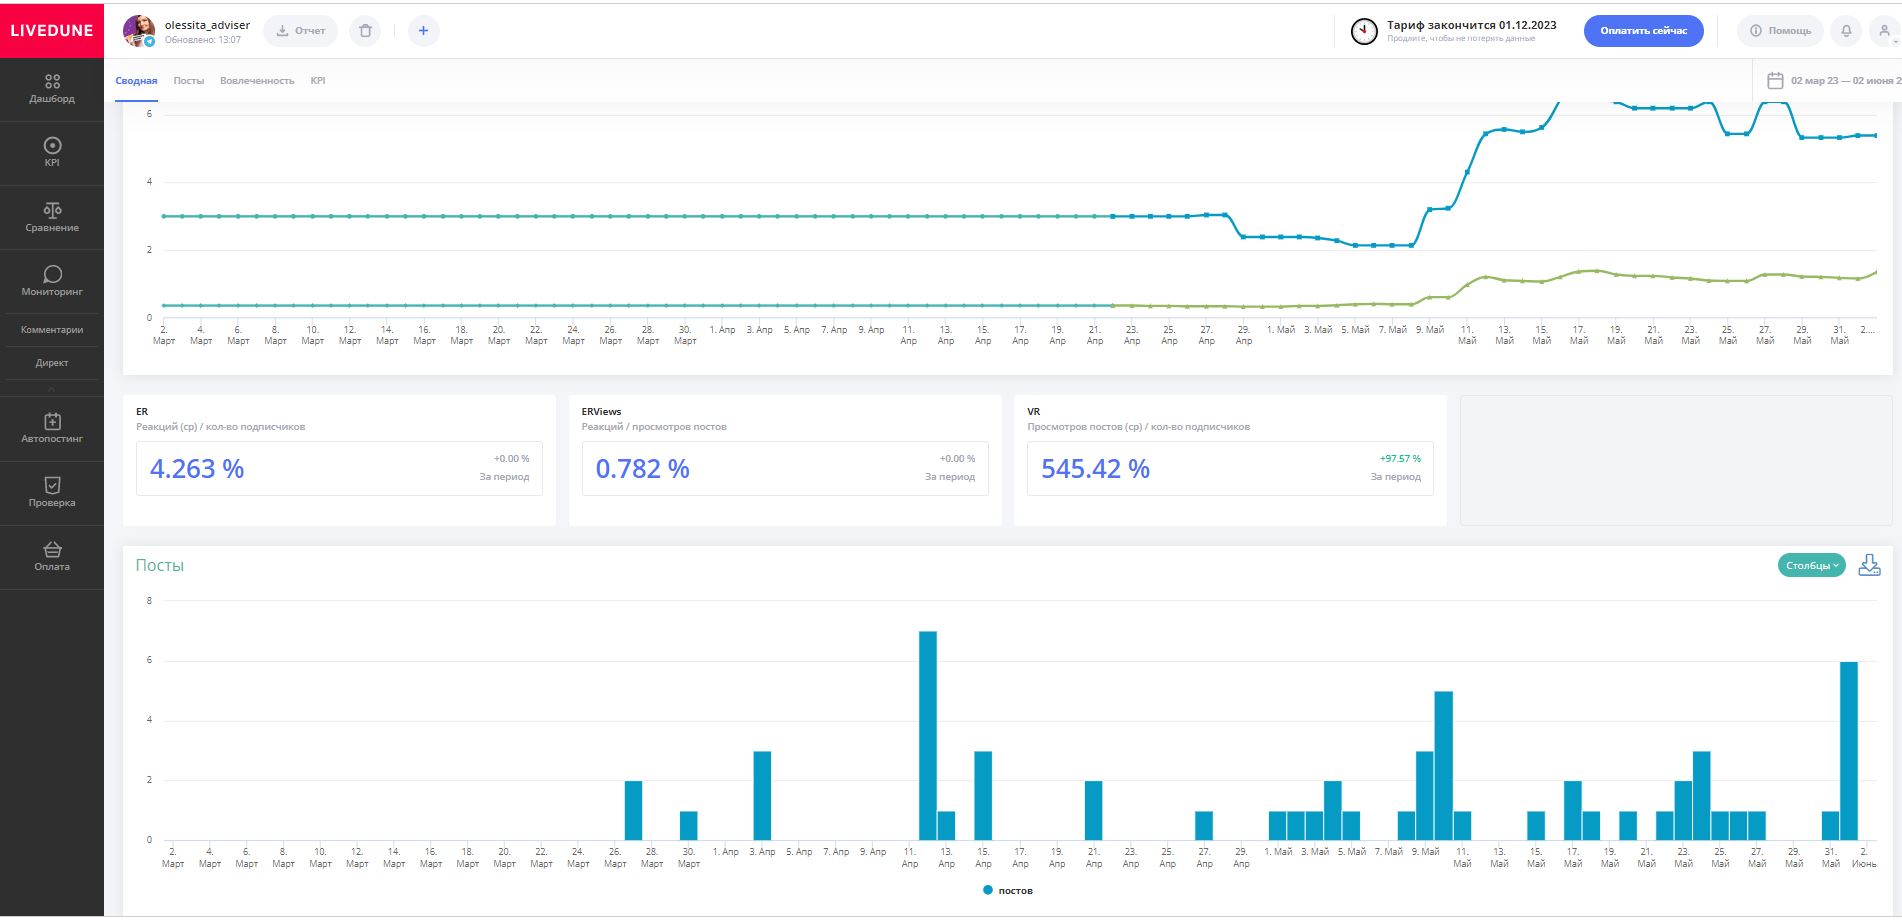 LIVEDUNE
olessita_adviser
Обновлено: 13:07
Отчет
+
Тариф закончится 01.12.2023
Продлите, чтобы не потерять данные
Оплатить сейчас
Помощь
Сводная Посты Вовлеченность KPI
02 мар 23 — 02 июня 2
Дашборд
KPI
Сравнение
Мониторинг
Комментарии
Директ
Автопостинг
Проверка
Оплата
6
4
2
0
2. Март 4. Март 6. Март 8. Март 10. Март 12. Март 14. Март 16. Март 18. Март 20. Март 22. Март 24. Март 26. Март 28. Март 30. Март 1. Апр 3. Апр 5. Апр 7. Апр 9. Апр 11. Апр 13. Апр 15. Апр 17. Апр 19. Апр 21. Апр 23. Апр 25. Апр 27. Апр 29. Апр 1. Май 3. Май 5. Май 7. Май 9. Май 11. Май 13. Май 15. Май 17. Май 19. Май 21. Май 23. Май 25. Май 27. Май 29. Май 31. Май 2....
ER
Реакций (ср) / кол-во подписчиков
4.263 %
+0.00 %
За период
ERViews
Реакций / просмотров постов
0.782 %
+0.00 %
За период
VR
Просмотров постов (ср) / кол-во подписчиков
545.42 %
+97.57 %
За период
Посты
Столбцы
8
6
4
2
0
2. Март 4. Март 6. Март 8. Март 10. Март 12. Март 14. Март 16. Март 18. Март 20. Март 22. Март 24. Март 26. Март 28. Март 30. Март 1. Апр 3. Апр 5. Апр 7. Апр 9. Апр 11. Апр 13. Апр 15. Апр 17. Апр 19. Апр 21. Апр 23. Апр 25. Апр 27. Апр 29. Апр 1. Май 3. Май 5. Май 7. Май 9. Май 11. Май 13. Май 15. Май 17. Май 19. Май 21. Май 23. Май 25. Май 27. Май 29. Май 31. Май 2. Июнь
постов